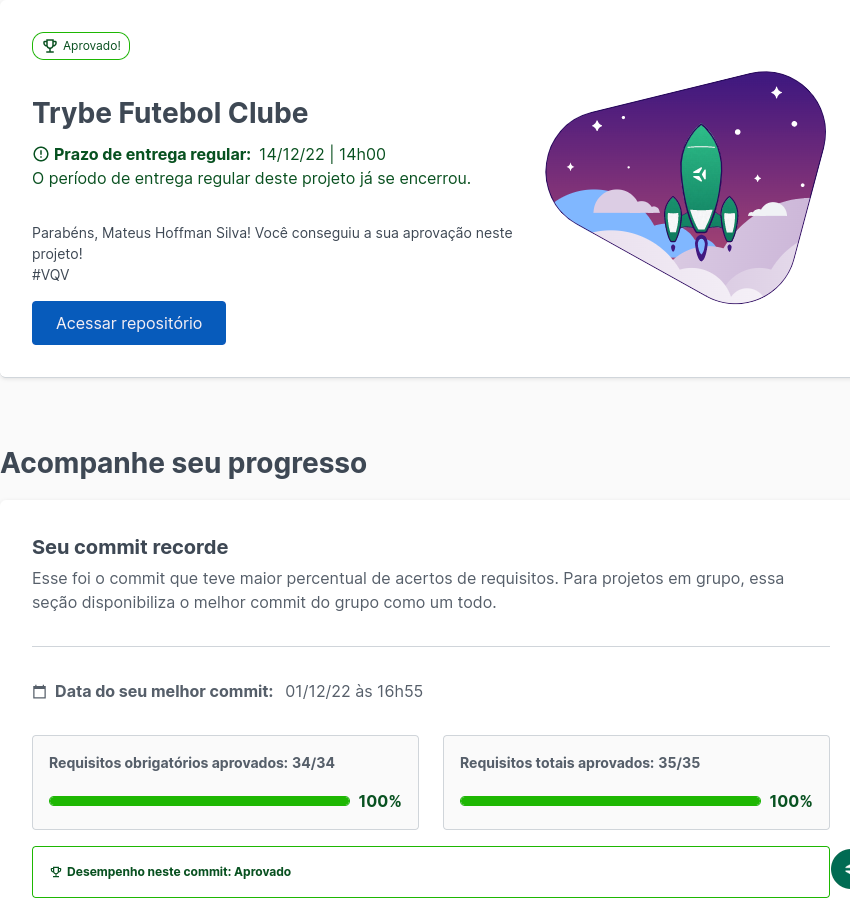 Aprovado!
Trybe Futebol Clube
Prazo de entrega regular: 14/12/22 | 14h00
O período de entrega regular deste projeto já se encerrou.
Parabéns, Mateus Hoffman Silva! Você conseguiu a sua aprovação neste
projeto!
#VQV
Acessar repositório
Acompanhe seu progresso
Seu commit recorde
Esse foi o commit que teve maior percentual de acertos de requisitos. Para projetos em grupo, essa
seção disponibiliza o melhor commit do grupo como um todo.
Data do seu melhor commit: 01/12/22 às 16h55
Requisitos obrigatórios aprovados: 34/34
100%
Requisitos totais aprovados: 35/35
100%
Desempenho neste commit: Aprovado